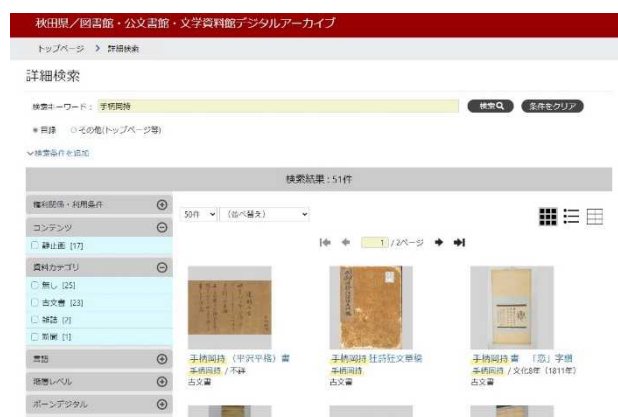 秋田県/図書館・公文書館・文学資料館デジタルアーカイブ
トップページ > 詳細検索
詳細検索
検索キーワード： 手柄岡持
検索
条件をクリア
目録 その他(トップページ等)
検索条件を追加
検索結果：51件
権利関係・利用条件
コンテンツ
静止画 [17]
資料カテゴリ
無し [25]
古文書 [23]
雑誌 [2]
新聞 [1]
言語
階層レベル
ボーンデジタル
50件 (並べ替え)
1 /2ページ
手柄岡持 (平沢平格) 書
手柄岡持 / 不詳
古文書
手柄岡持狂詩狂文草稿
手柄岡持
古文書
手柄岡持書 「恋」字幅
手柄岡持 / 文化8年 (1811年)
古文書